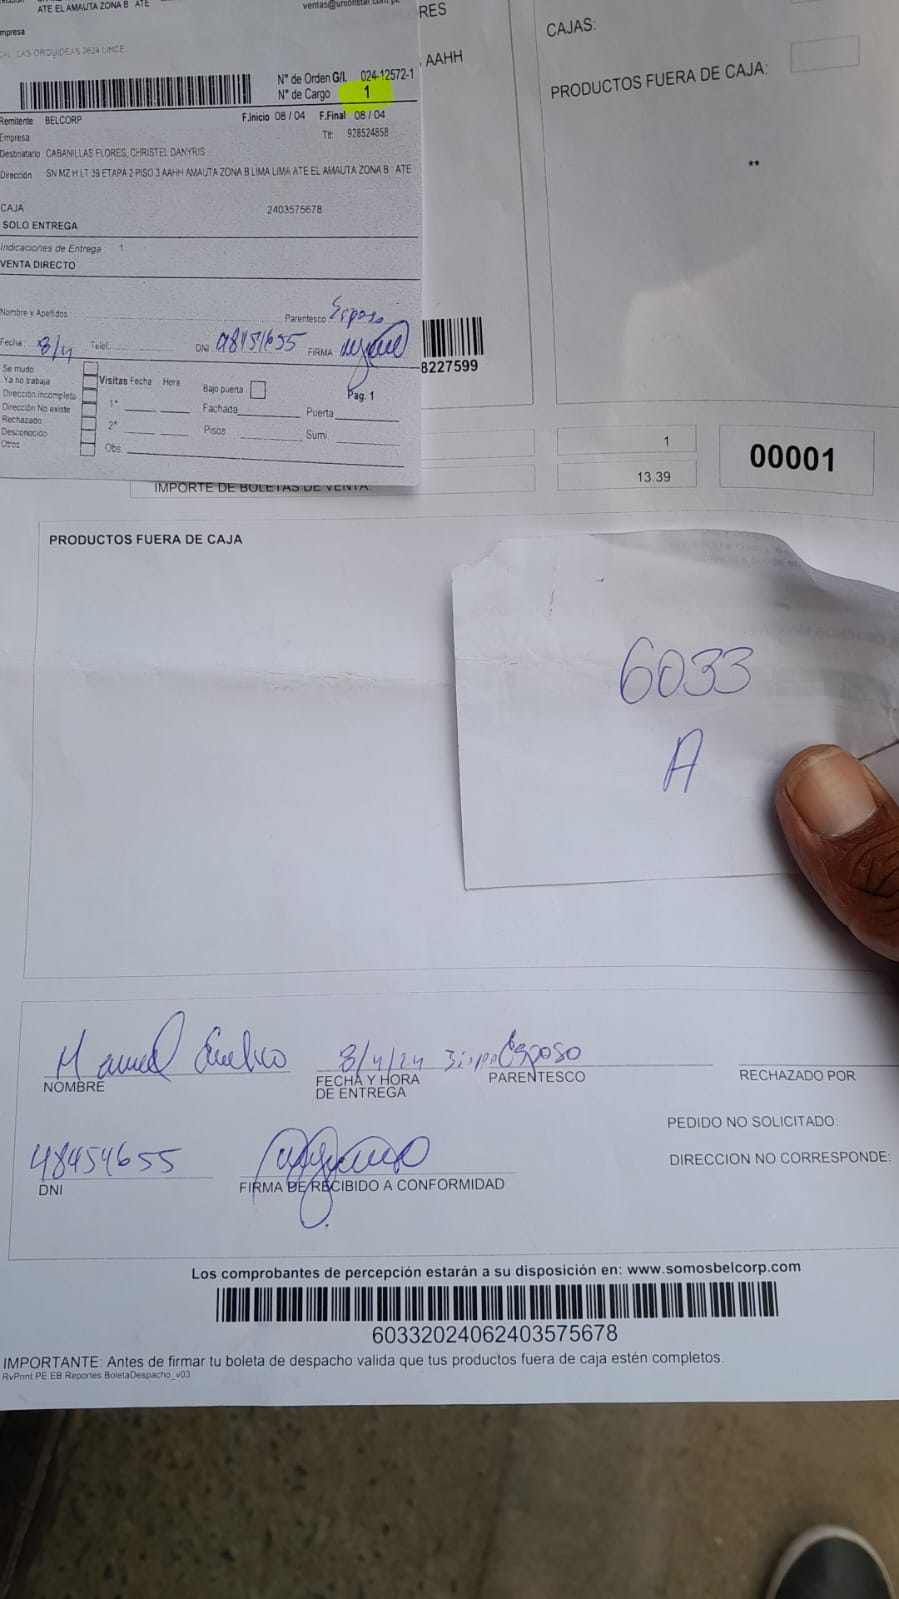 ATE EL AMAUTA ZONA B ATE
ventas@unionstar.com.pe
mpresa
CAL. LAS ORQUIDEAS 2624 LINCE
N° de Orden G/L 024-12572-1
N° de Cargo 1
Remitente BELCORP
F.Inicio 08 / 04 F.Final 08 / 04
Empresa
Tlf: 928524858
Destinatario CABANILLAS FLORES, CHRISTEL DANYRIS
Dirección SN MZ H LT 39 ETAPA 2 PISO 3 AAHH AMAUTA ZONA B LIMA LIMA ATE EL AMAUTA ZONA B ATE
CAJA 2403575678
SOLO ENTREGA
Indicaciones de Entrega 1
VENTA DIRECTO
Nombre y Apellidos
Parentesco Esposo
Fecha: 8/4 Telef. DNI 48454655 FIRMA
Se mudo
Ya no trabaja
Dirección incompleta
Dirección No existe
Rechazado
Desconocido
Otros
Visitas Fecha Hora
1°
2°
Obs.
Bajo puerta
Pag. 1
Fachada Puerta
Pisos Sumi.
RES
, AAHH
CAJAS:
PRODUCTOS FUERA DE CAJA:
**
8227599
1
IMPORTE DE BOLETAS DE VENTA: 13.39
00001
PRODUCTOS FUERA DE CAJA
6033
A
Manuel
NOMBRE
8/4/24
FECHA Y HORA
DE ENTREGA
Esposo
PARENTESCO
RECHAZADO POR
PEDIDO NO SOLICITADO:
DIRECCION NO CORRESPONDE:
48454655
DNI
FIRMA DE RECIBIDO A CONFORMIDAD
Los comprobantes de percepción estarán a su disposición en: www.somosbelcorp.com
60332024062403575678
IMPORTANTE: Antes de firmar tu boleta de despacho valida que tus productos fuera de caja estén completos.
RvPrint PE EB Reportes BoletaDespacho_v03